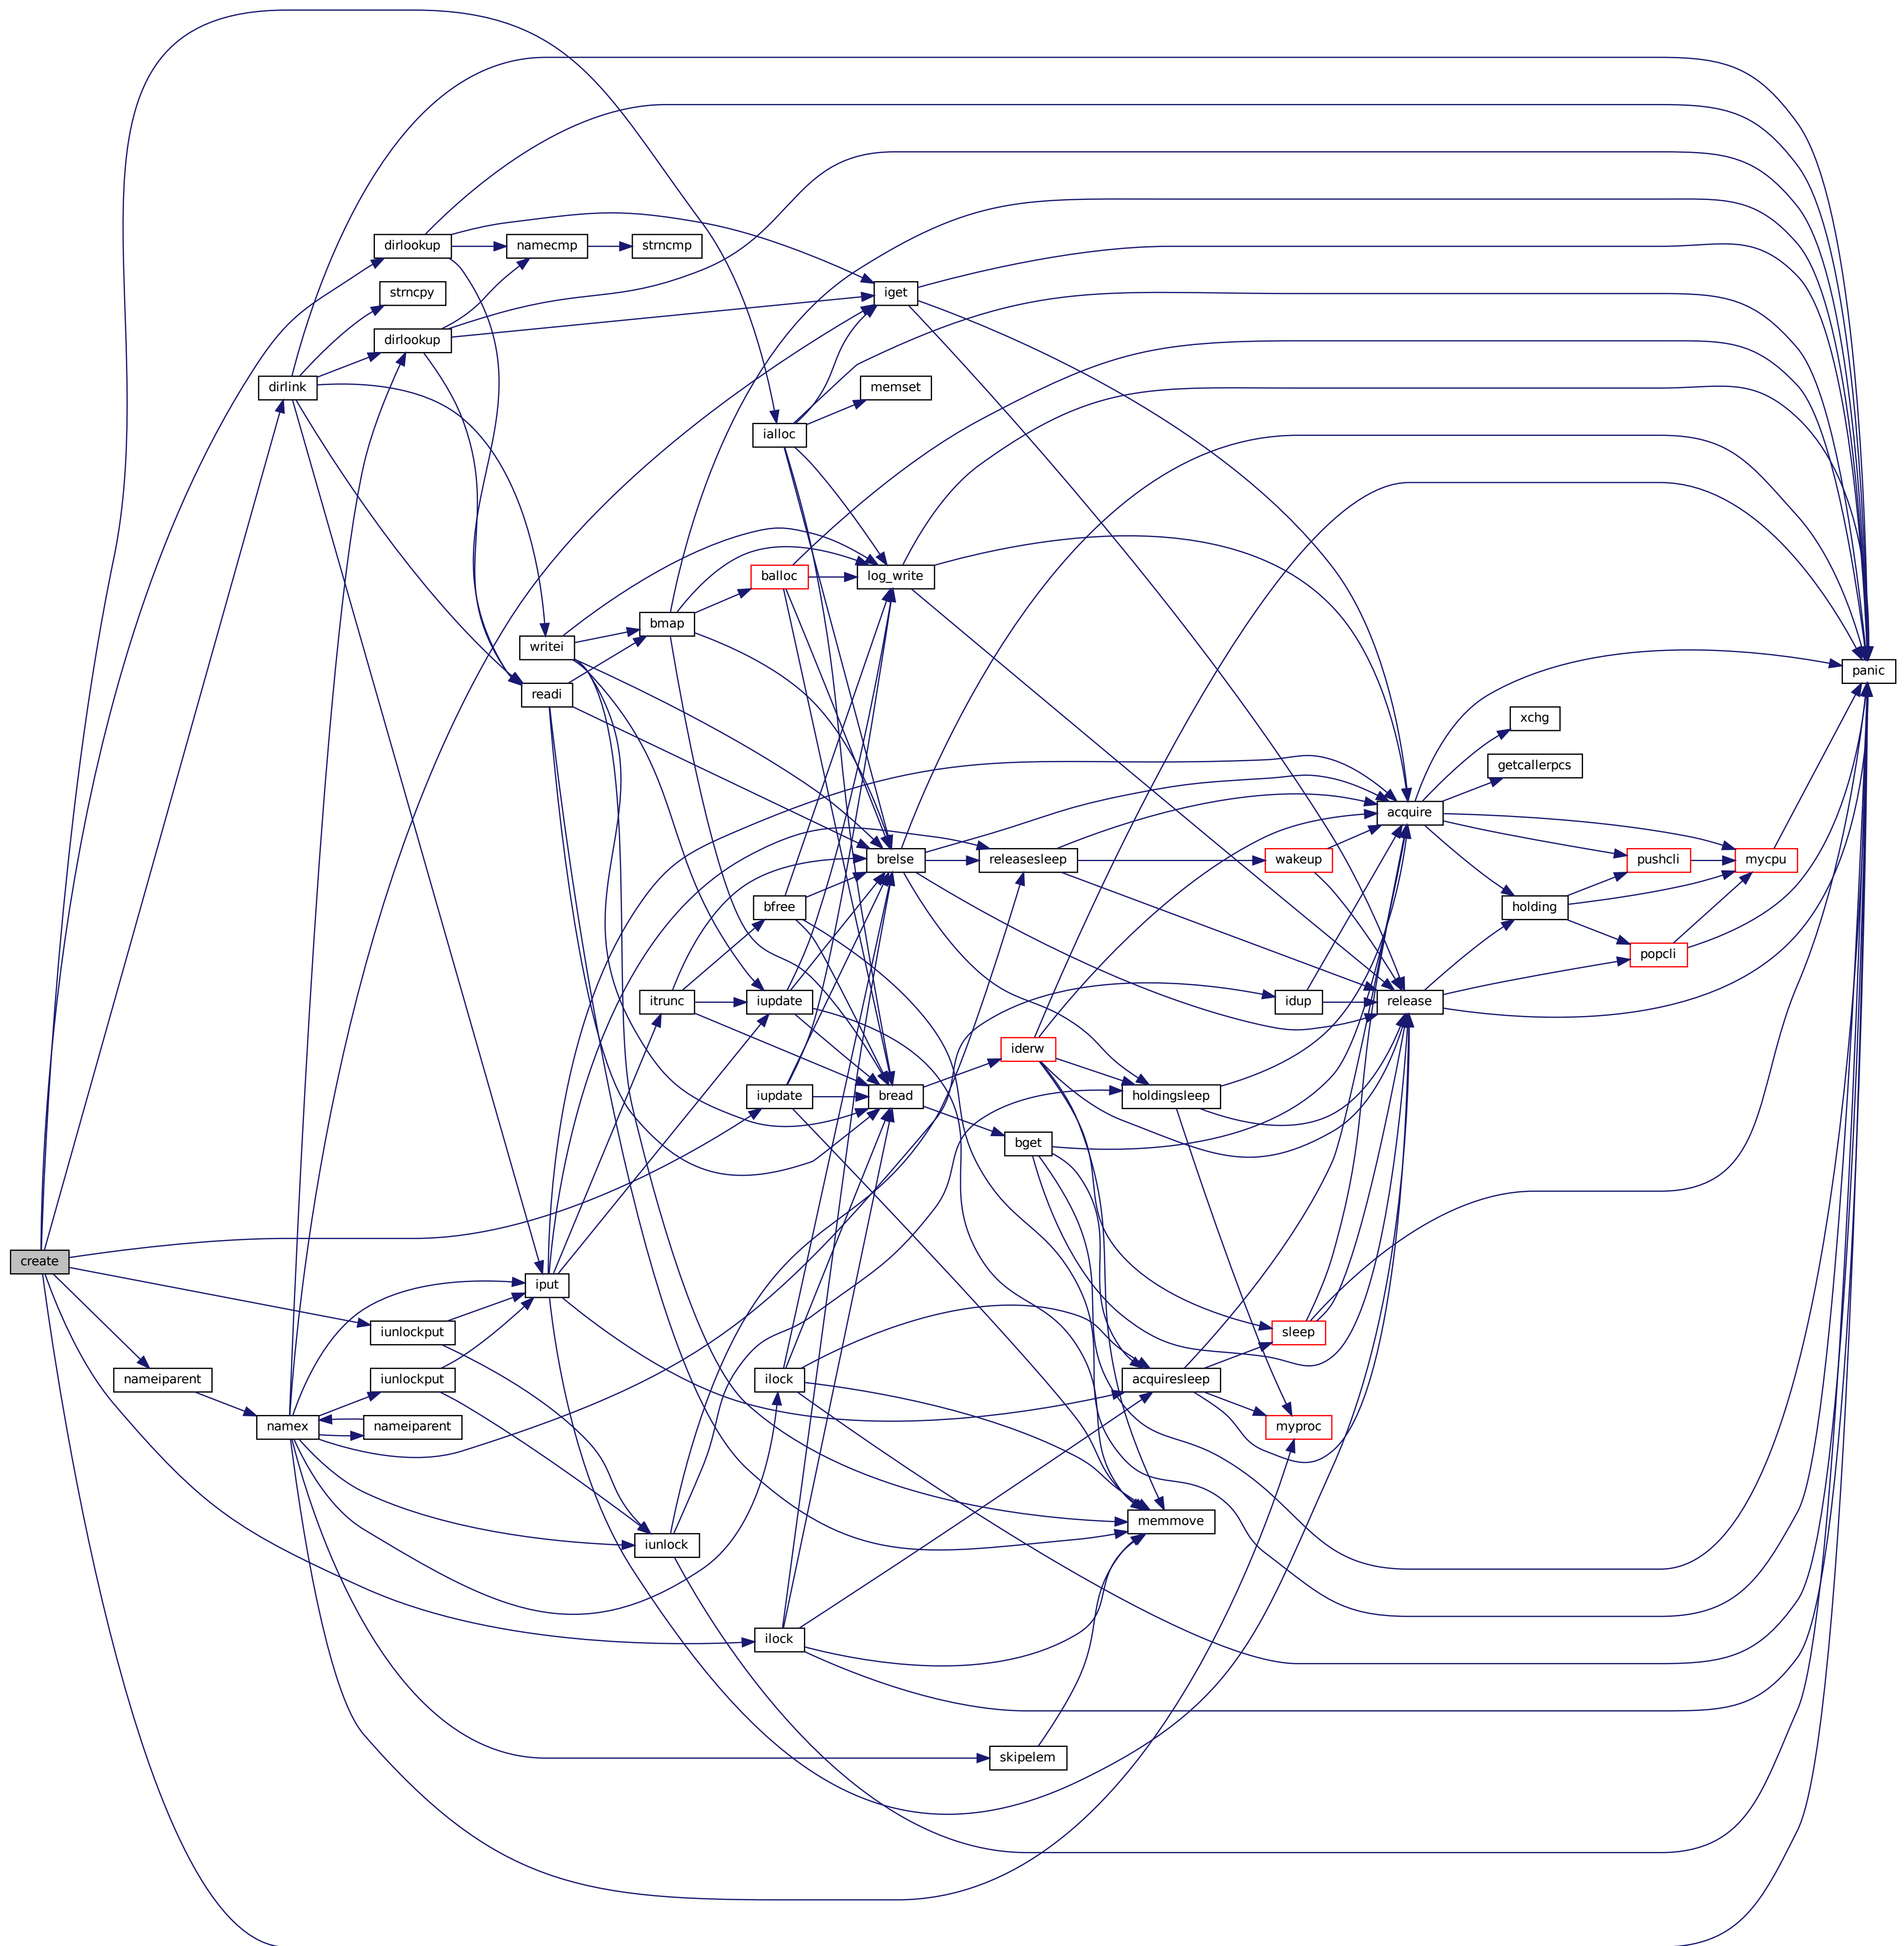 dirlookup
namecmp
strncmp
strncpy
iget
dirlookup
dirlink
memset
ialloc
balloc
log_write
bmap
writei
panic
readi
xchg
getcallerpcs
acquire
brelse
releasesleep
wakeup
pushcli
mycpu
bfree
holding
popcli
itrunc
iupdate
idup
release
iderw
iupdate
bread
holdingsleep
bget
create
iput
iunlockput
sleep
nameiparent
iunlockput
ilock
acquiresleep
namex
nameiparent
myproc
memmove
iunlock
ilock
skipelem